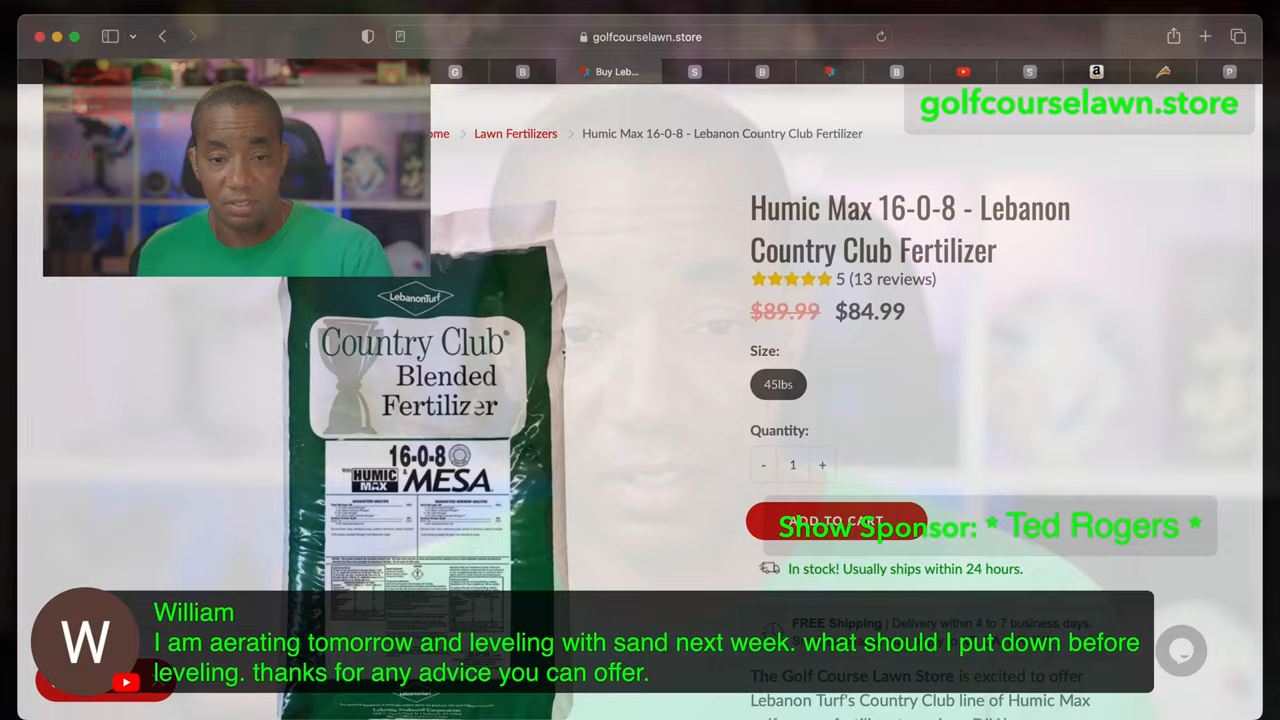 golfcourselawn.store
Buy Leb...
golfcourselawn.store
Lawn Fertilizers
Humic Max 16-0-8 - Lebanon Country Club Fertilizer
Humic Max 16-0-8 - Lebanon
Country Club Fertilizer
5 (13 reviews)
$89.99 $84.99
Size:
45lbs
Quantity:
- 1 +
ADD TO CART
Show Sponsor: * Ted Rogers *
In stock! Usually ships within 24 hours.
FREE Shipping | Delivery within 4 to 7 business days.
The Golf Course Lawn Store is excited to offer
Lebanon Turf's Country Club line of Humic Max
LebanonTurf
Country Club®
Blended
Fertilizer
16-0-8
HUMIC
MAX
MESA
W
William
I am aerating tomorrow and leveling with sand next week. what should I put down before
leveling. thanks for any advice you can offer.